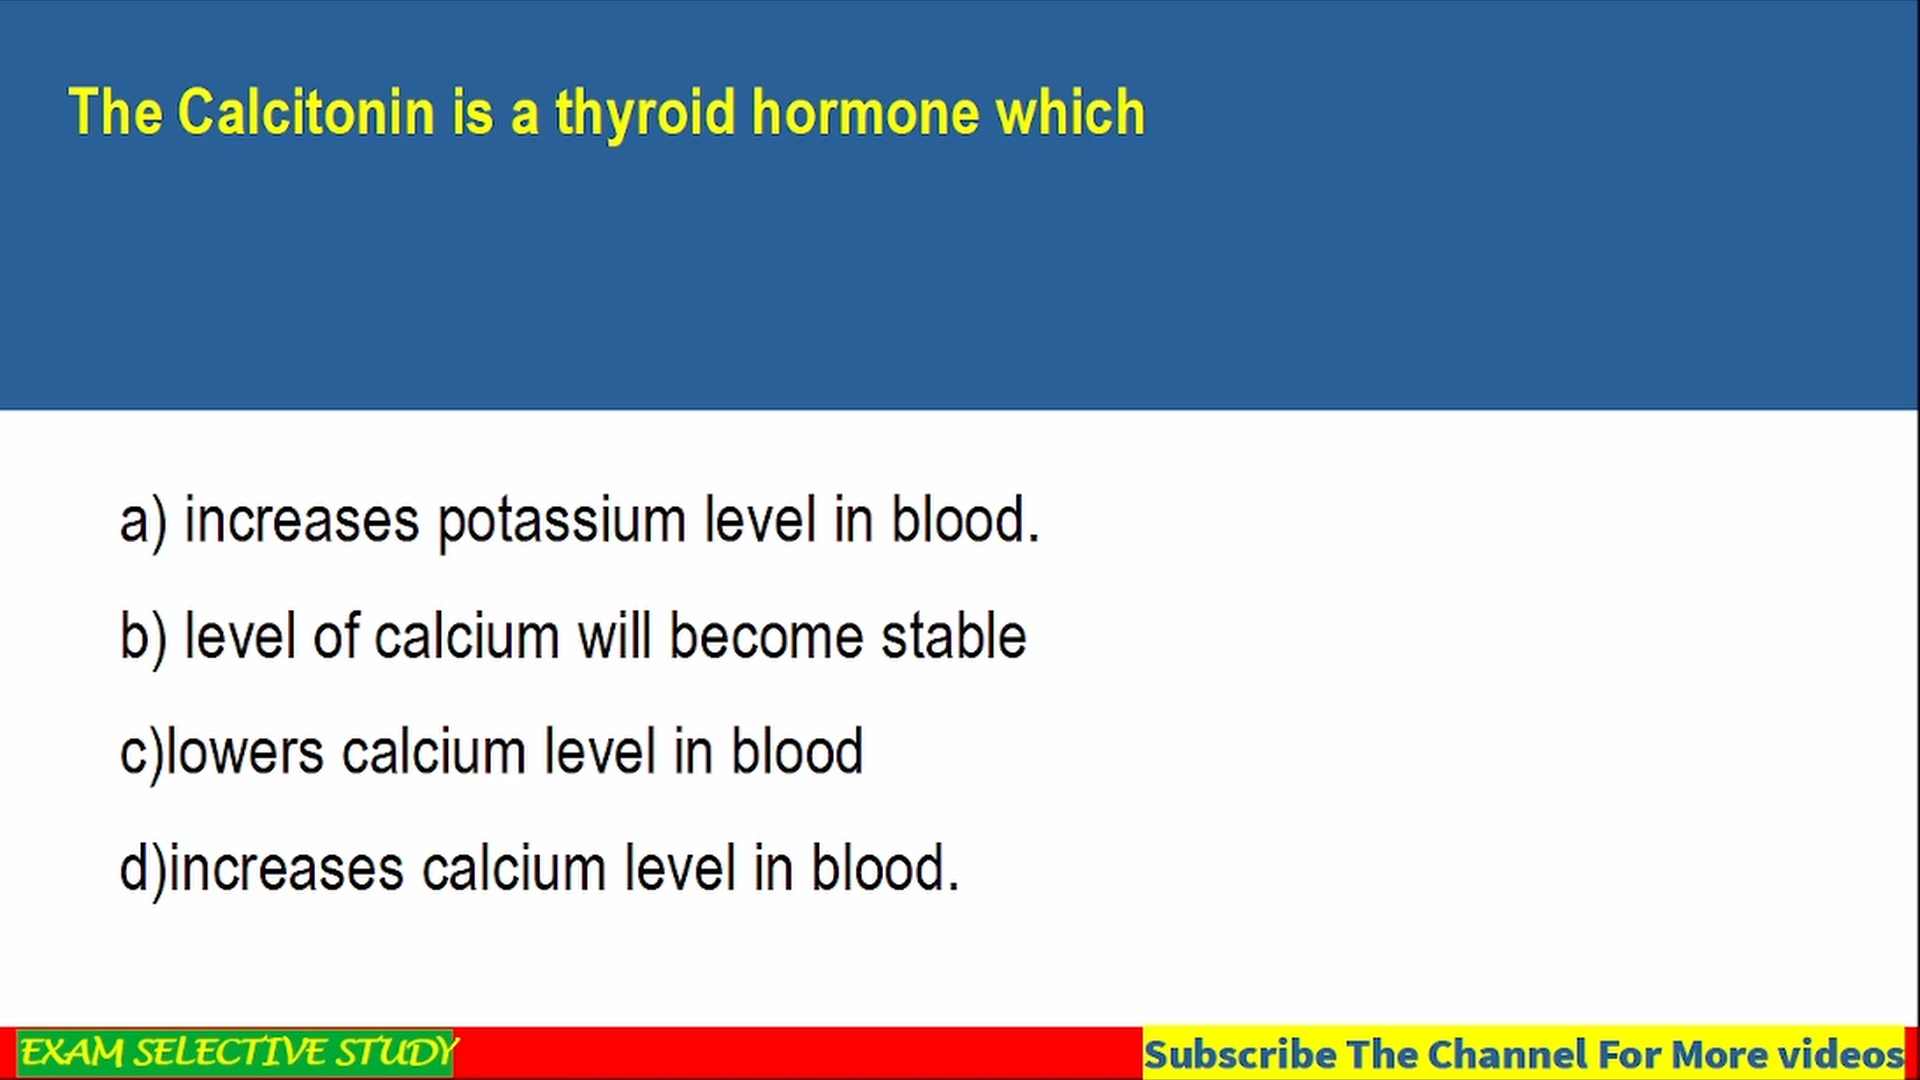 The Calcitonin is a thyroid hormone which
a) increases potassium level in blood.
b) level of calcium will become stable
c)lowers calcium level in blood
d)increases calcium level in blood.
EXAM SELECTIVE STUDY
Subscribe The Channel For More videos